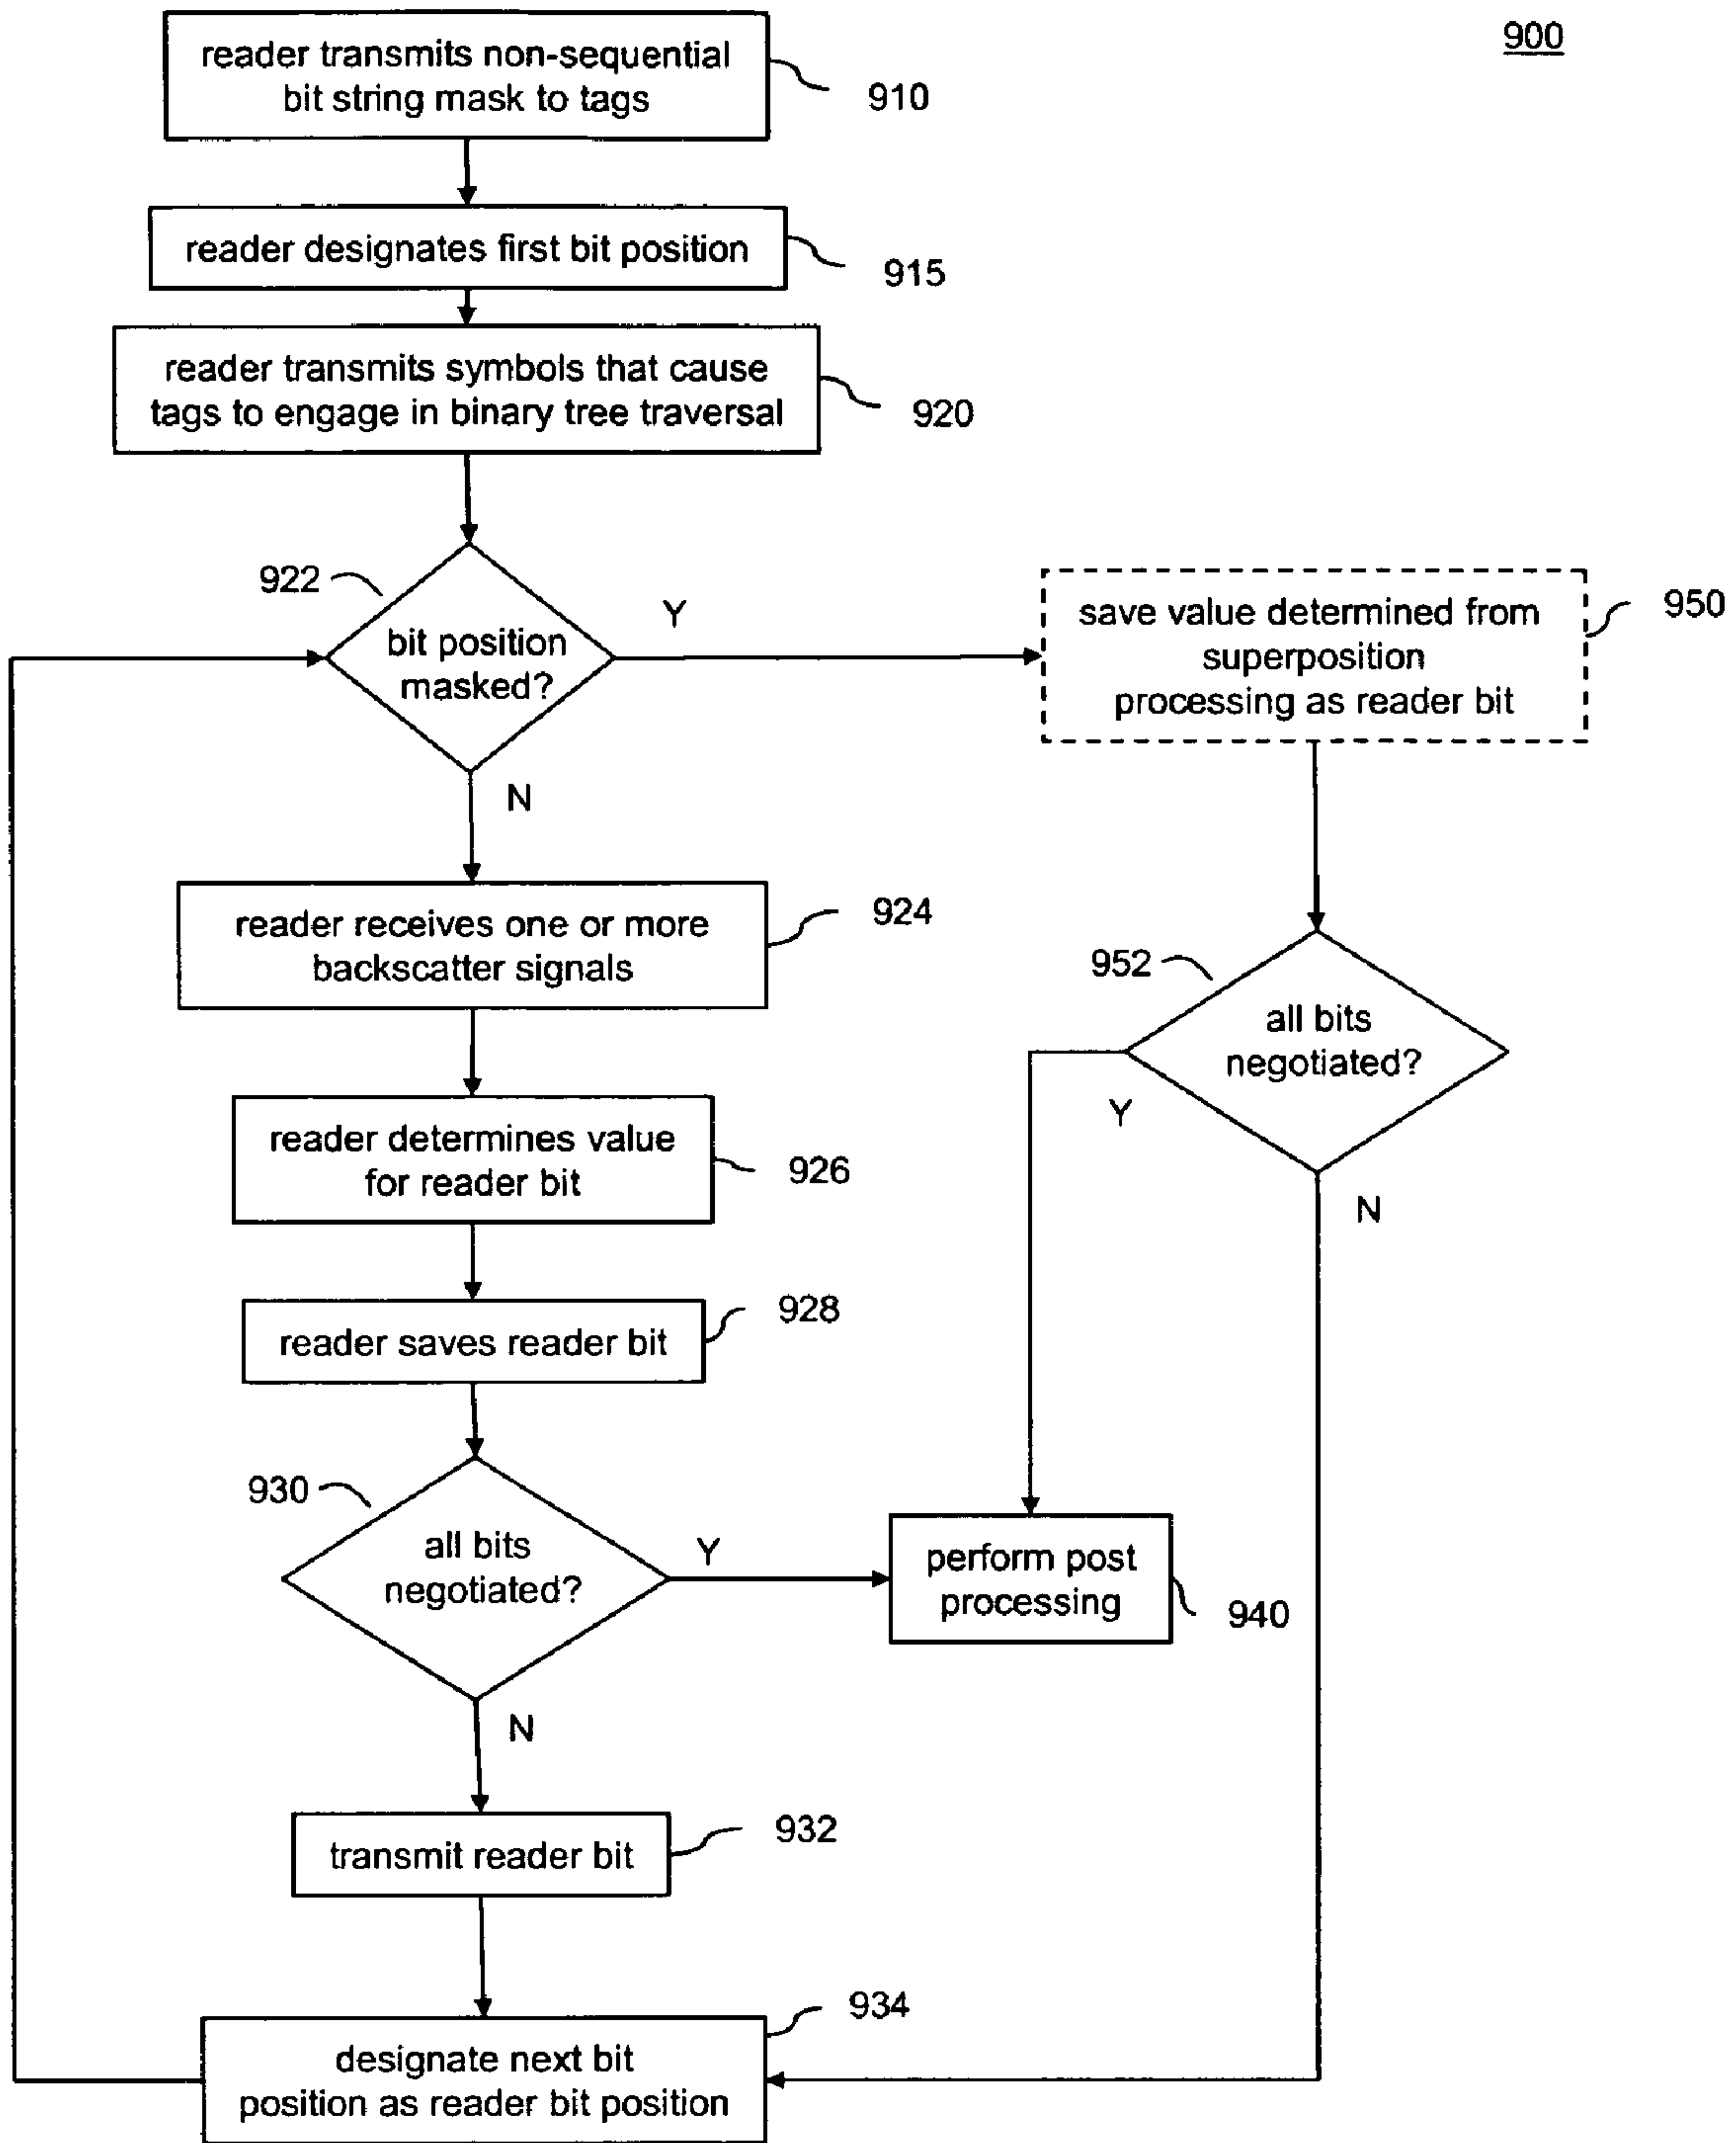 900
reader transmits non-sequential
bit string mask to tags
910
reader designates first bit position
915
reader transmits symbols that cause
tags to engage in binary tree traversal
920
922
bit position
masked?
Y
N
save value determined from
superposition
processing as reader bit
950
reader receives one or more
backscatter signals
924
952
all bits
negotiated?
Y
N
reader determines value
for reader bit
926
reader saves reader bit
928
930
all bits
negotiated?
Y
N
perform post
processing
940
transmit reader bit
932
designate next bit
position as reader bit position
934